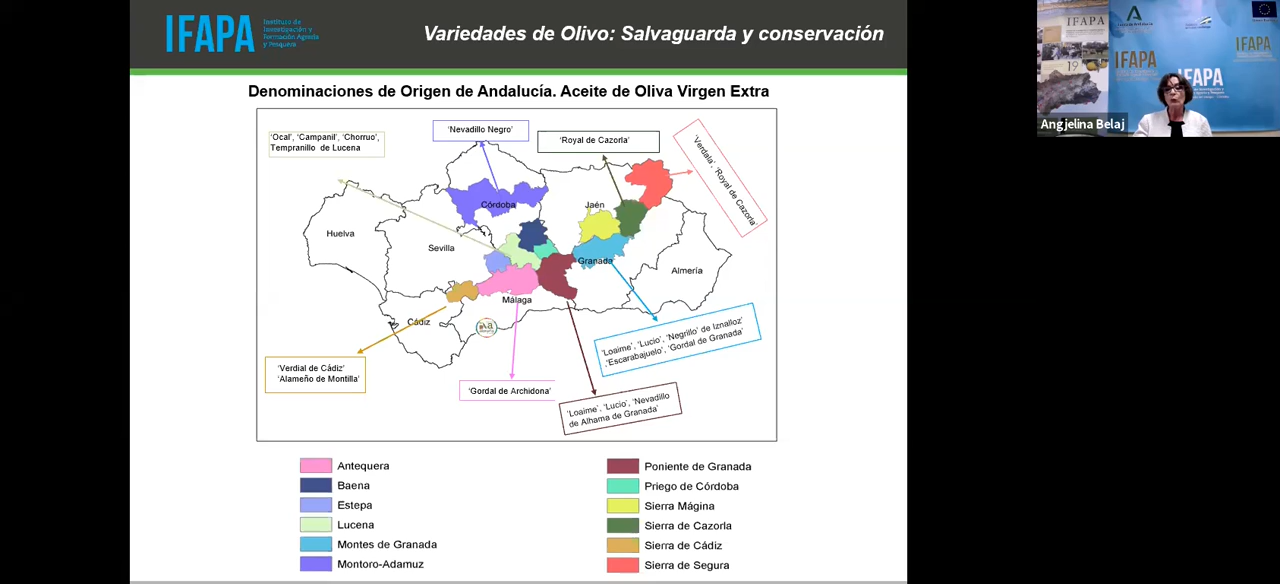 IFAPA
Instituto de
Investigación y
Formación Agraria
y Pesquera
Variedades de Olivo: Salvaguarda y conservación
Denominaciones de Origen de Andalucía. Aceite de Oliva Virgen Extra
‘Ocal’, ‘Campanil’, ‘Chorruo’,
Tempranillo de Lucena
‘Nevadillo Negro’
‘Royal de Cazorla’
‘Verdala’, ‘Royal de Cazorla’
Córdoba
Jaén
Huelva
Sevilla
Granada
Almería
Málaga
Cádiz
‘Loaime’, ‘Lucio’, ‘Negrillo’ de Iznalloz’
,‘Escarabajuelo’, ‘Gordal de Granada’
‘Verdial de Cádiz’
‘Alameño de Montilla’
‘Gordal de Archidona’
‘Loaime’, ‘Lucio’, ‘Nevadillo
de Alhama de Granada’
Antequera
Baena
Estepa
Lucena
Montes de Granada
Montoro-Adamuz
Poniente de Granada
Priego de Córdoba
Sierra Mágina
Sierra de Cazorla
Sierra de Cádiz
Sierra de Segura
IFAPA
IFAPA
IFAPA
IFAPA
19
Angjelina Belaj